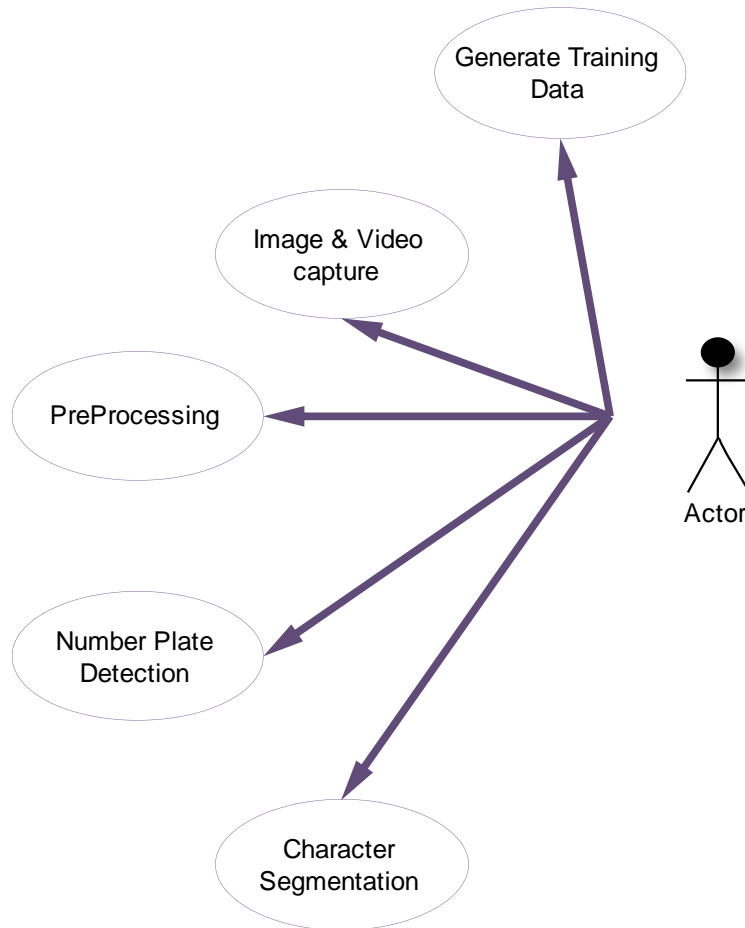 Generate Training
Data
Image & Video
capture
PreProcessing
Actor
Number Plate
Detection
Character
Segmentation